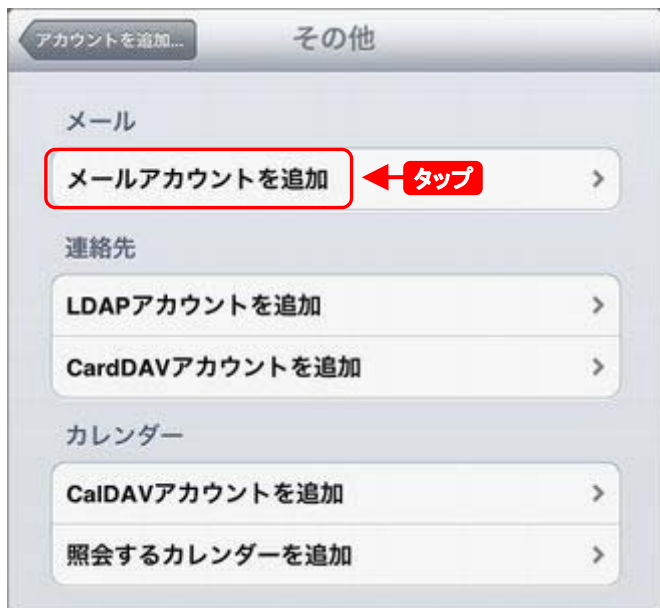 アカウントを追加...
その他
メール
メールアカウントを追加
タップ
連絡先
LDAPアカウントを追加
CardDAVアカウントを追加
カレンダー
CalDAVアカウントを追加
照会するカレンダーを追加